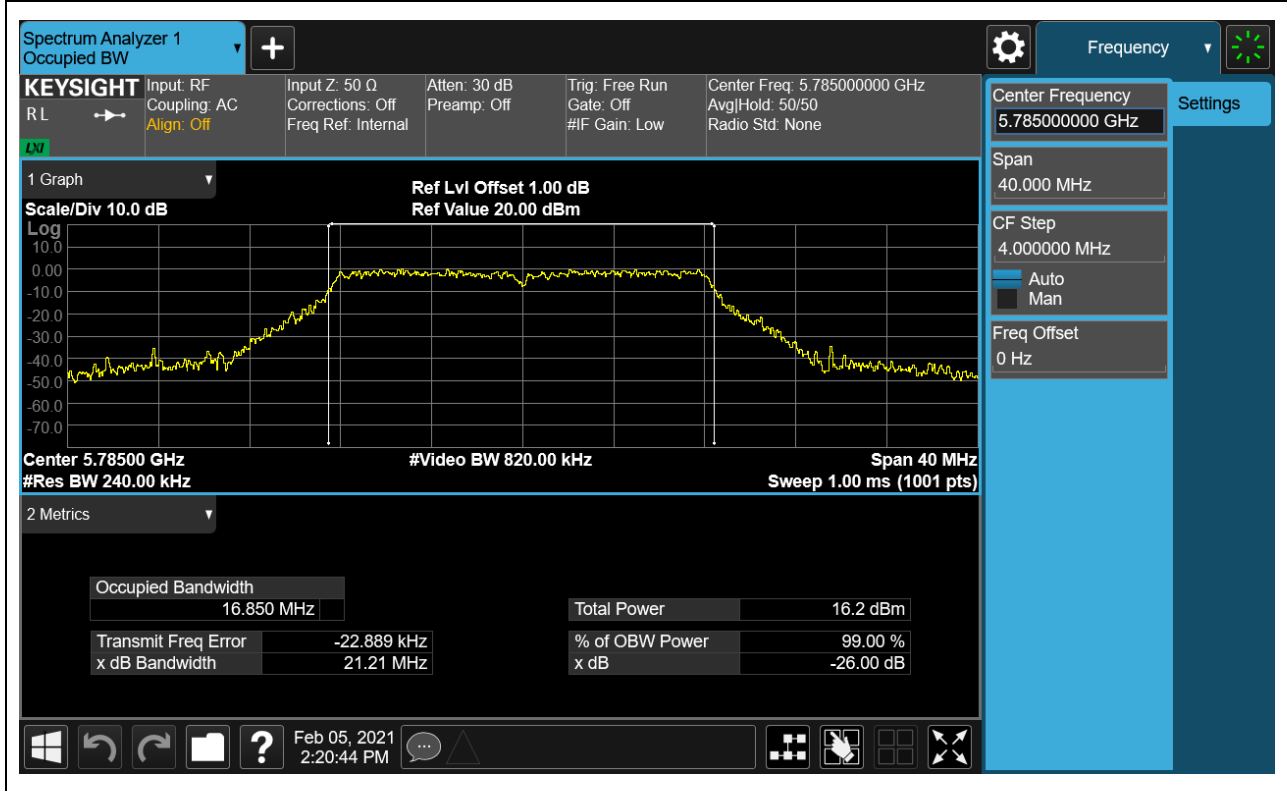 Spectrum Analyzer 1
Occupied BW
Frequency
KEYSIGHT
R L
LXI
Input: RF
Coupling: AC
Align: Off
Input Z: 50 Ω
Corrections: Off
Freq Ref: Internal
Atten: 30 dB
Preamp: Off
Trig: Free Run
Gate: Off
#IF Gain: Low
Center Freq: 5.785000000 GHz
Avg|Hold: 50/50
Radio Std: None
Center Frequency
5.785000000 GHz
Settings
Span
40.000 MHz
CF Step
4.000000 MHz
Auto
Man
Freq Offset
0 Hz
1 Graph
Scale/Div 10.0 dB
Ref Lvl Offset 1.00 dB
Ref Value 20.00 dBm
Log
10.0
0.00
-10.0
-20.0
-30.0
-40.0
-50.0
-60.0
-70.0
Center 5.78500 GHz
#Video BW 820.00 kHz
Span 40 MHz
#Res BW 240.00 kHz
Sweep 1.00 ms (1001 pts)
2 Metrics
Occupied Bandwidth
16.850 MHz
Total Power 16.2 dBm
Transmit Freq Error -22.889 kHz
% of OBW Power 99.00 %
x dB Bandwidth 21.21 MHz
x dB -26.00 dB
?
Feb 05, 2021
2:20:44 PM